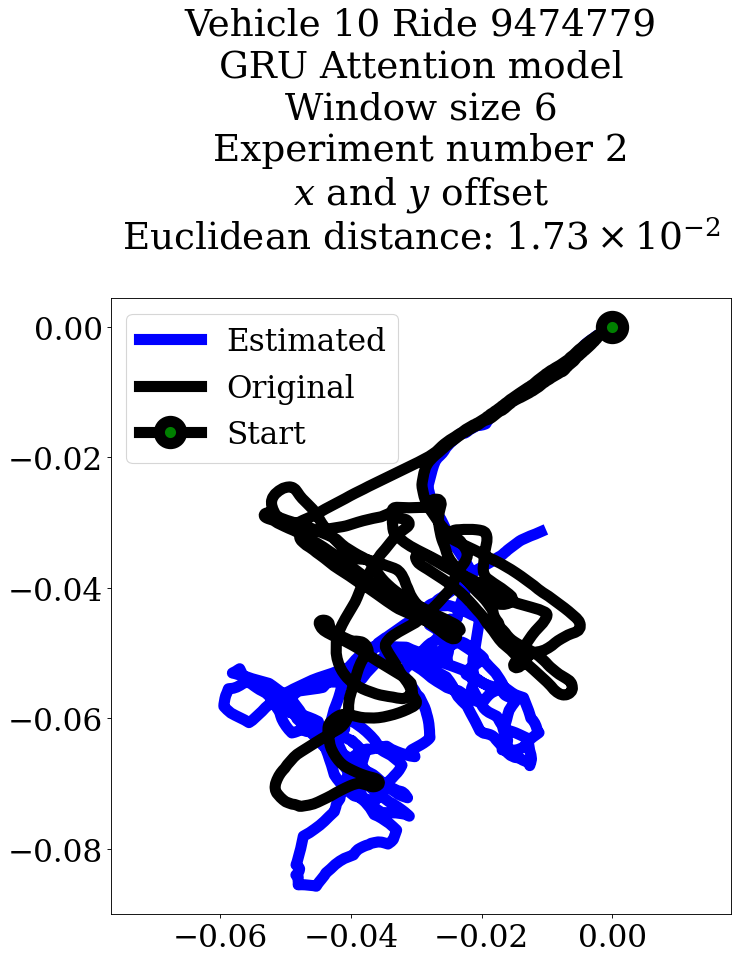 Vehicle 10 Ride 9474779
GRU Attention model
Window size 6
Experiment number 2
x and y offset
Euclidean distance: 1.73 × 10⁻²
Estimated
Original
Start
0.00
−0.02
−0.04
−0.06
−0.08
−0.06 −0.04 −0.02 0.00